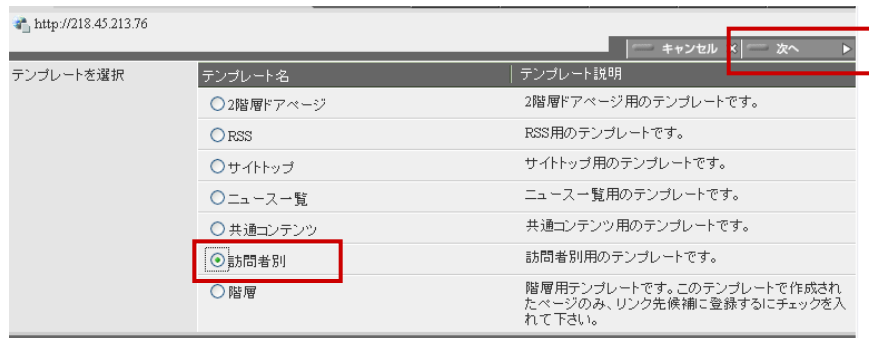 http://218.45.213.76
キャンセル × 次へ
テンプレートを選択 テンプレート名 テンプレート説明
2階層ドアページ 2階層ドアページ用のテンプレートです。
RSS RSS用のテンプレートです。
サイトトップ サイトトップ用のテンプレートです。
ニュース一覧 ニュース一覧用のテンプレートです。
共通コンテンツ 共通コンテンツ用のテンプレートです。
訪問者別 訪問者別用のテンプレートです。
階層 階層用テンプレートです。このテンプレートで作成され
たページのみ、リンク先候補に登録するにチェックを入
れて下さい。